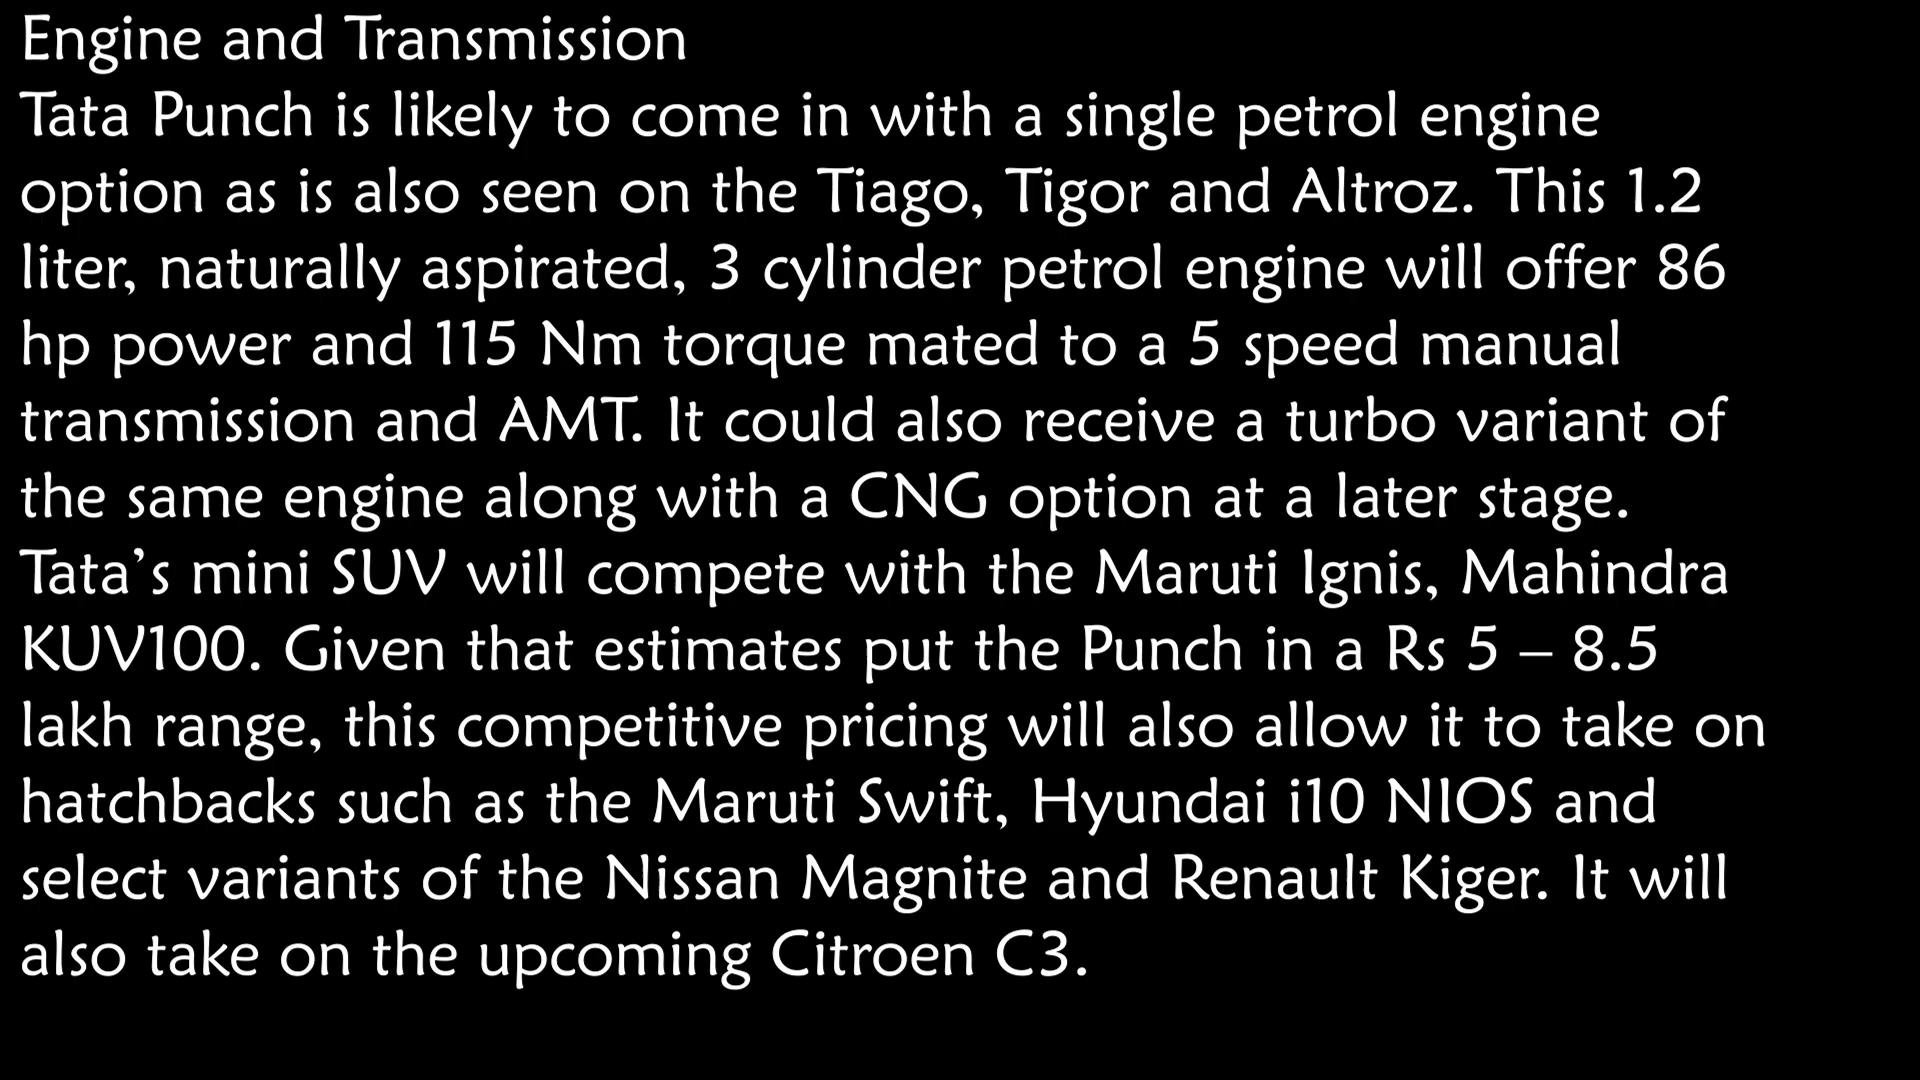 Engine and Transmission
Tata Punch is likely to come in with a single petrol engine
option as is also seen on the Tiago, Tigor and Altroz. This 1.2
liter, naturally aspirated, 3 cylinder petrol engine will offer 86
hp power and 115 Nm torque mated to a 5 speed manual
transmission and AMT. It could also receive a turbo variant of
the same engine along with a CNG option at a later stage.
Tata’s mini SUV will compete with the Maruti Ignis, Mahindra
KUV100. Given that estimates put the Punch in a Rs 5 – 8.5
lakh range, this competitive pricing will also allow it to take on
hatchbacks such as the Maruti Swift, Hyundai i10 NIOS and
select variants of the Nissan Magnite and Renault Kiger. It will
also take on the upcoming Citroen C3.